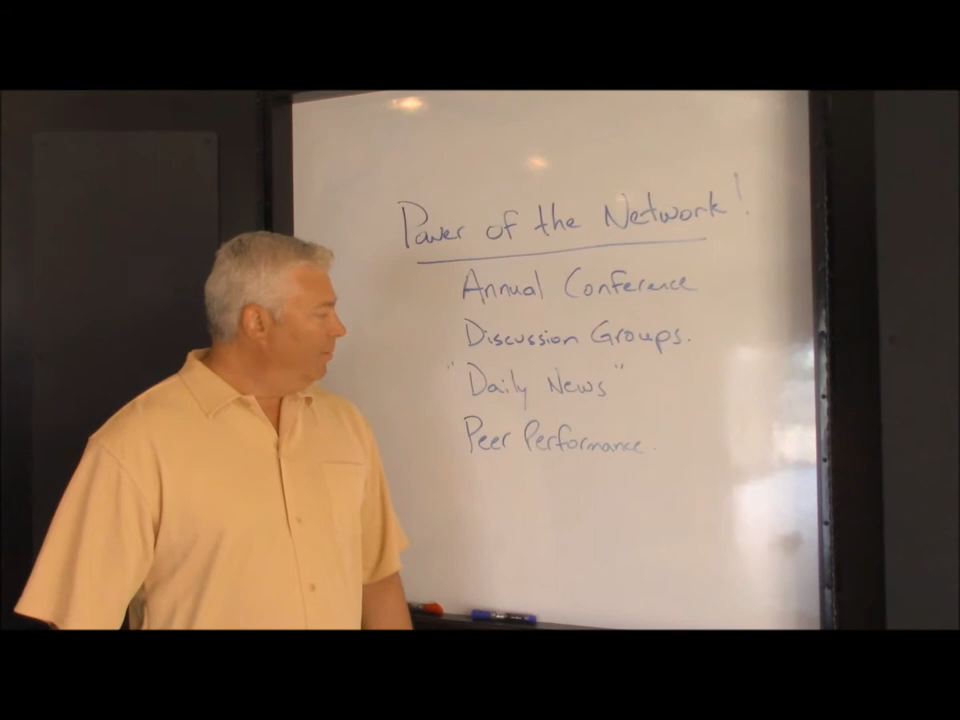 Power of the Network!
Annual Conference
Discussion Groups.
"Daily News"
Peer Performance.